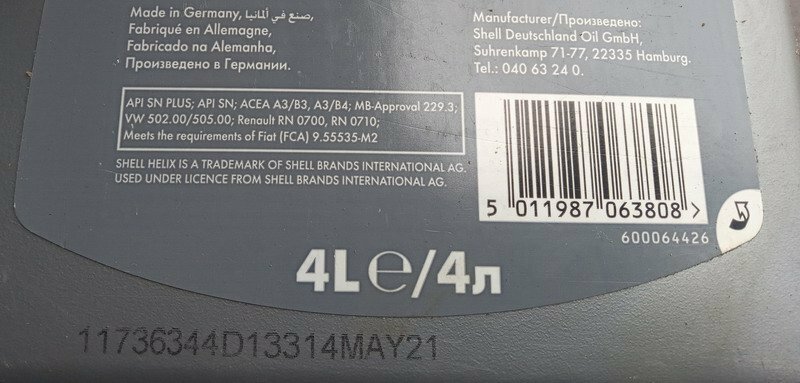 Made in Germany, صنع في ألمانيا,
Fabriqué en Allemagne,
Fabricado na Alemanha,
Произведено в Германии.
Manufacturer/Произведено:
Shell Deutschland Oil GmbH,
Suhrenkamp 71-77, 22335 Hamburg.
Tel.: 040 63 24 0.
API SN PLUS; API SN; ACEA A3/B3, A3/B4; MB-Approval 229.3;
VW 502.00/505.00; Renault RN 0700, RN 0710;
Meets the requirements of Fiat (FCA) 9.55535-M2
SHELL HELIX IS A TRADEMARK OF SHELL BRANDS INTERNATIONAL AG.
USED UNDER LICENCE FROM SHELL BRANDS INTERNATIONAL AG.
5 011987 063808 >
600064426
4L℮/4л
11736344D13314MAY21